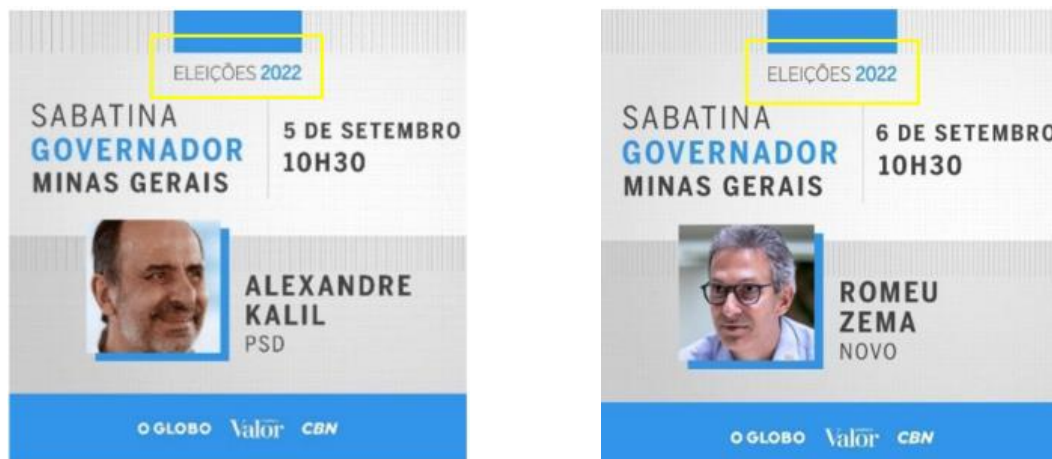 ELEIÇÕES 2022
SABATINA
GOVERNADOR
MINAS GERAIS
5 DE SETEMBRO
10H30
ALEXANDRE
KALIL
PSD
O GLOBO Valor CBN
ELEIÇÕES 2022
SABATINA
GOVERNADOR
MINAS GERAIS
6 DE SETEMBRO
10H30
ROMEU
ZEMA
NOVO
O GLOBO Valor CBN